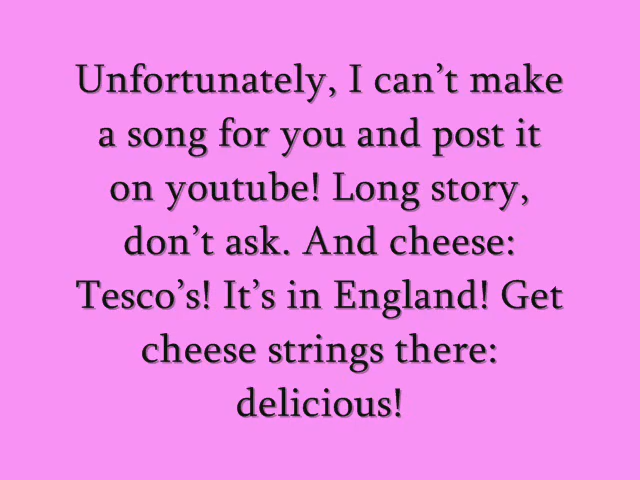 Unfortunately, I can’t make
a song for you and post it
on youtube! Long story,
don’t ask. And cheese:
Tesco’s! It’s in England! Get
cheese strings there:
delicious!